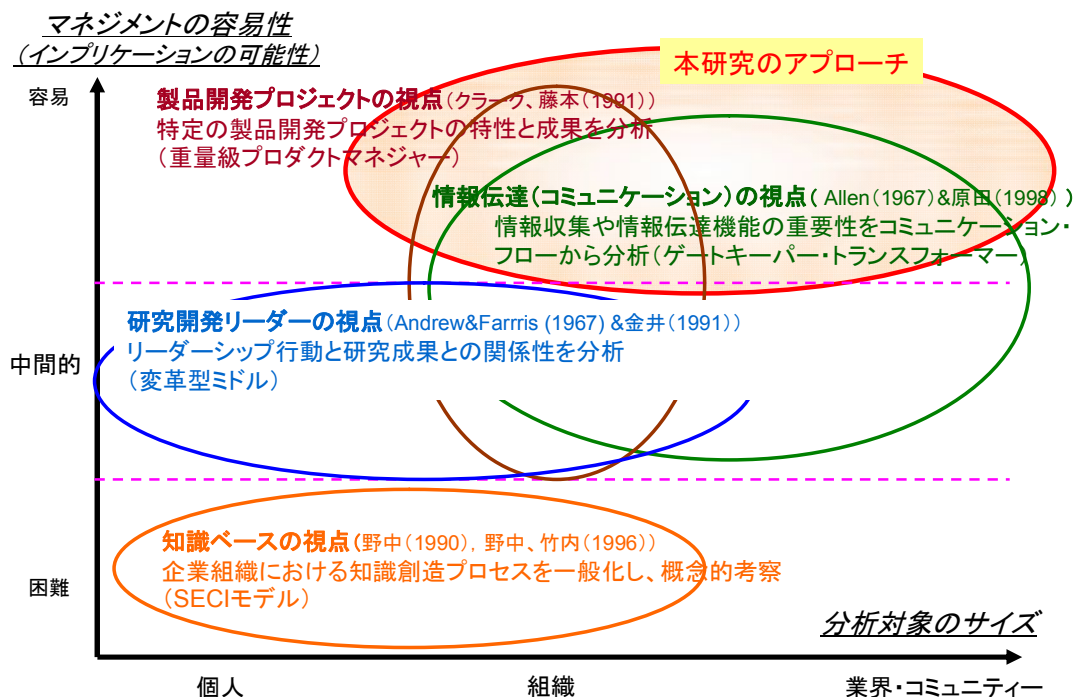 マネジメントの容易性
（インプリケーションの可能性）
本研究のアプローチ
容易
製品開発プロジェクトの視点（クラーク、藤本（1991））
特定の製品開発プロジェクトの特性と成果を分析
（重量級プロダクトマネジャー）
情報伝達（コミュニケーション）の視点（ Allen（1967）&原田（1998） ）
情報収集や情報伝達機能の重要性をコミュニケーション・
フローから分析（ゲートキーパー・トランスフォーマー）
研究開発リーダーの視点（Andrew&Farrris (1967) &金井（1991））
リーダーシップ行動と研究成果との関係性を分析
（変革型ミドル）
中間的
知識ベースの視点（野中（1990）, 野中、竹内（1996））
企業組織における知識創造プロセスを一般化し、概念的考察
（SECIモデル）
困難
分析対象のサイズ
個人
組織
業界・コミュニティー